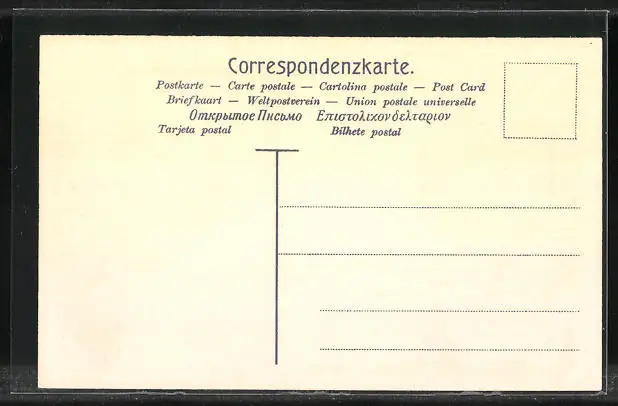 Correspondenzkarte.
Postkarte — Carte postale — Cartolina postale — Post Card
Briefkaart — Weltpostverein — Union postale universelle
Открытое Письмо Επιστολικον δελταριον
Tarjeta postal Bilhete postal